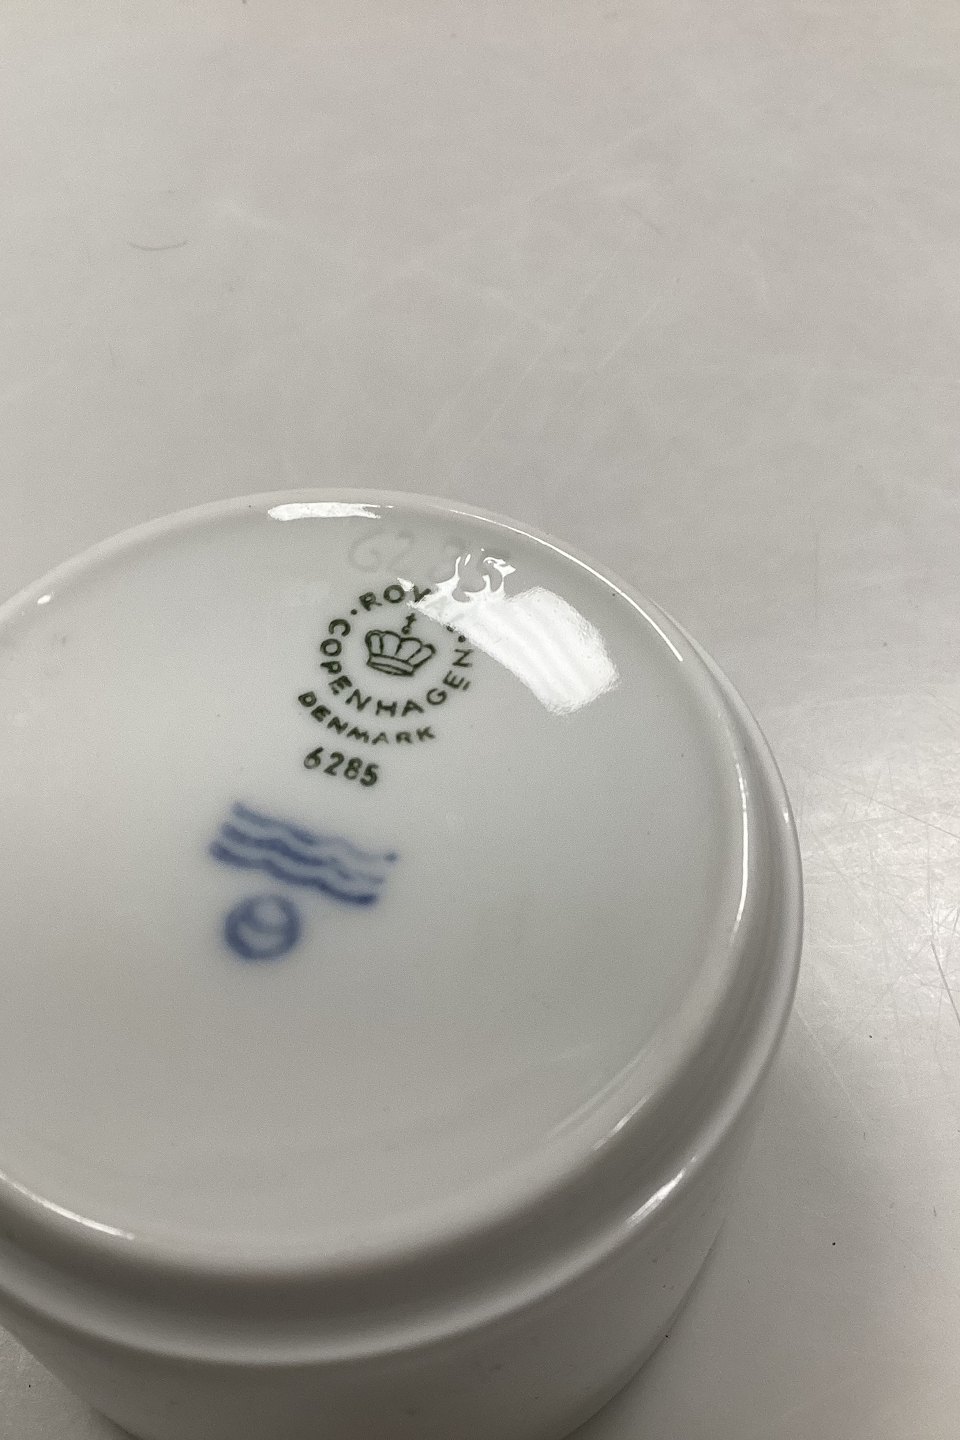 ROY
COPENHAGEN
DENMARK
6285